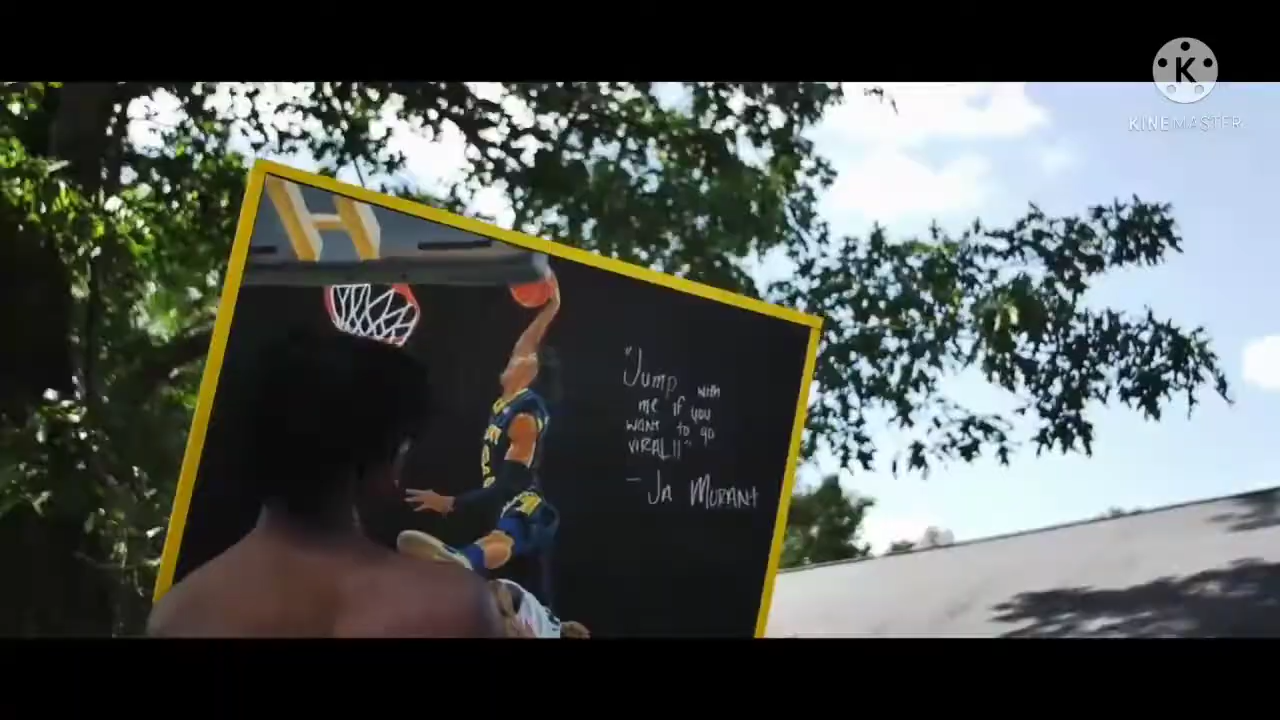 K
KINEMASTER
"Jump with
me if you
want to go
VIRAL!!"
- JA MORANT